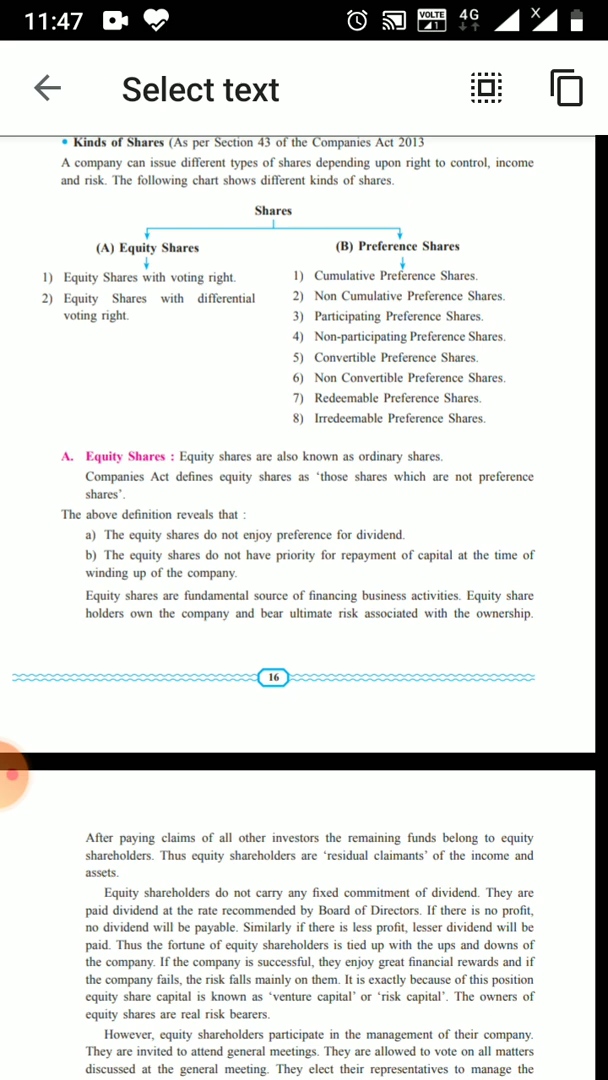 11:47
VOLTE 1
4G
X
Select text
• Kinds of Shares (As per Section 43 of the Companies Act 2013
A company can issue different types of shares depending upon right to control, income
and risk. The following chart shows different kinds of shares.
Shares
(A) Equity Shares
1) Equity Shares with voting right.
2) Equity Shares with differential
voting right.
(B) Preference Shares
1) Cumulative Preference Shares.
2) Non Cumulative Preference Shares.
3) Participating Preference Shares.
4) Non-participating Preference Shares.
5) Convertible Preference Shares.
6) Non Convertible Preference Shares.
7) Redeemable Preference Shares.
8) Irredeemable Preference Shares.
A. Equity Shares : Equity shares are also known as ordinary shares.
Companies Act defines equity shares as ‘those shares which are not preference
shares’.
The above definition reveals that :
a) The equity shares do not enjoy preference for dividend.
b) The equity shares do not have priority for repayment of capital at the time of
winding up of the company.
Equity shares are fundamental source of financing business activities. Equity share
holders own the company and bear ultimate risk associated with the ownership.
16
After paying claims of all other investors the remaining funds belong to equity
shareholders. Thus equity shareholders are ‘residual claimants’ of the income and
assets.
Equity shareholders do not carry any fixed commitment of dividend. They are
paid dividend at the rate recommended by Board of Directors. If there is no profit,
no dividend will be payable. Similarly if there is less profit, lesser dividend will be
paid. Thus the fortune of equity shareholders is tied up with the ups and downs of
the company. If the company is successful, they enjoy great financial rewards and if
the company fails, the risk falls mainly on them. It is exactly because of this position
equity share capital is known as ‘venture capital’ or ‘risk capital’. The owners of
equity shares are real risk bearers.
However, equity shareholders participate in the management of their company.
They are invited to attend general meetings. They are allowed to vote on all matters
discussed at the general meeting. They elect their representatives to manage the